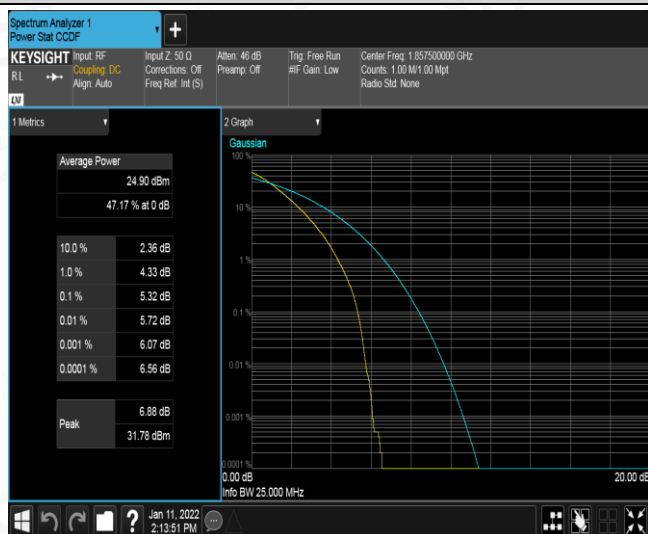 Spectrum Analyzer 1
Power Stat CCDF
+
KEYSIGHT
RL
LXI
Input: RF
Coupling: DC
Align: Auto
Input Z: 50 Ω
Corrections: Off
Freq Ref: Int (S)
Atten: 46 dB
Preamp: Off
Trig: Free Run
#IF Gain: Low
Center Freq: 1.857500000 GHz
Counts: 1.00 M/1.00 Mpt
Radio Std: None
1 Metrics
Average Power
24.90 dBm
47.17 % at 0 dB
10.0 % 2.36 dB
1.0 % 4.33 dB
0.1 % 5.32 dB
0.01 % 5.72 dB
0.001 % 6.07 dB
0.0001 % 6.56 dB
Peak
6.88 dB
31.78 dBm
2 Graph
Gaussian
100 %
10 %
1 %
0.1 %
0.01 %
0.001 %
0.0001 %
0.00 dB 20.00 dB
Info BW 25.000 MHz
?
Jan 11, 2022
2:13:51 PM